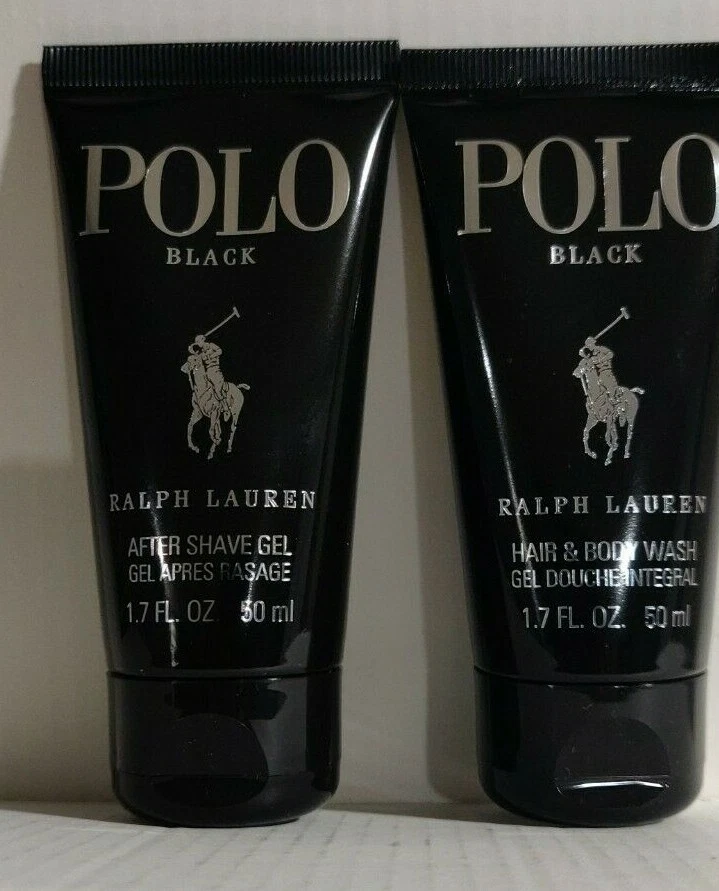 POLO
BLACK
RALPH LAUREN
AFTER SHAVE GEL
GEL APRES RASAGE
1.7 FL. OZ. 50 ml
POLO
BLACK
RALPH LAUREN
HAIR & BODY WASH
GEL DOUCHE INTEGRAL
1.7 FL. OZ. 50 ml